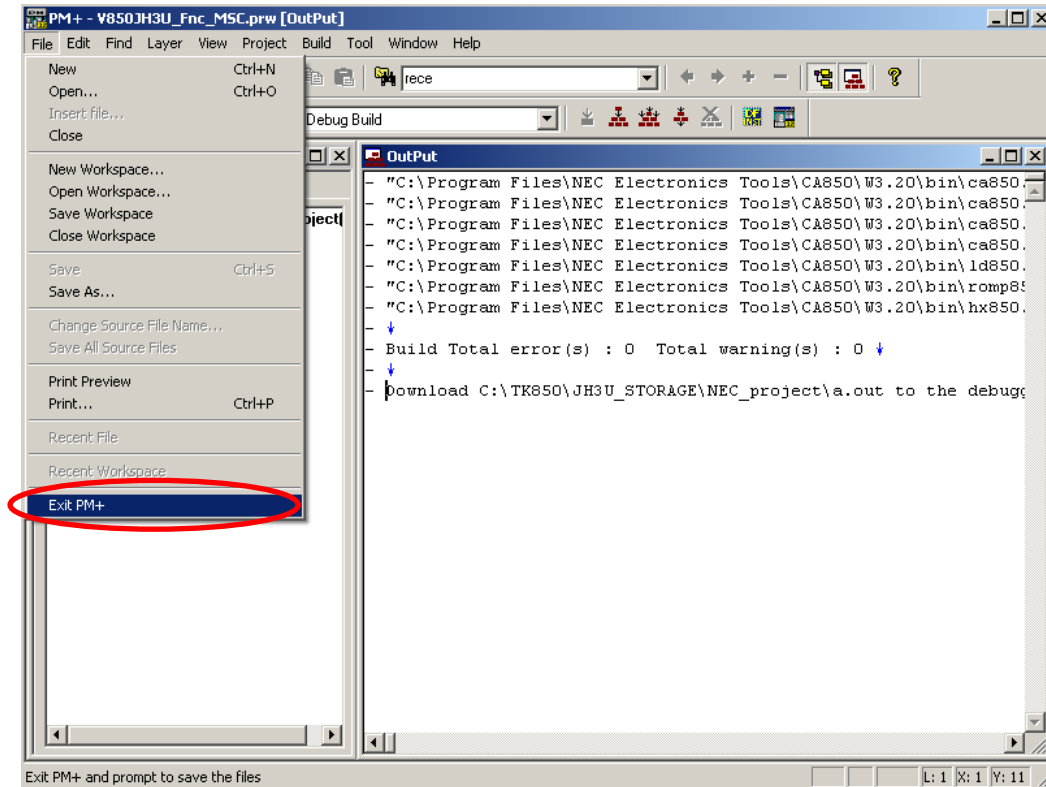 PM+ - V850JH3U_Fnc_MSC.prw [OutPut]
File Edit Find Layer View Project Build Tool Window Help
New Ctrl+N
Open... Ctrl+O
Insert file...
Close
New Workspace...
Open Workspace...
Save Workspace
Close Workspace
Save Ctrl+S
Save As...
Change Source File Name...
Save All Source Files
Print Preview
Print... Ctrl+P
Recent File
Recent Workspace
Exit PM+
rece
Debug Build
oject(
OutPut
- "C:\Program Files\NEC Electronics Tools\CA850\W3.20\bin\ca850.
- "C:\Program Files\NEC Electronics Tools\CA850\W3.20\bin\ca850.
- "C:\Program Files\NEC Electronics Tools\CA850\W3.20\bin\ca850.
- "C:\Program Files\NEC Electronics Tools\CA850\W3.20\bin\ca850.
- "C:\Program Files\NEC Electronics Tools\CA850\W3.20\bin\ld850.
- "C:\Program Files\NEC Electronics Tools\CA850\W3.20\bin\romp85
- "C:\Program Files\NEC Electronics Tools\CA850\W3.20\bin\hx850.
- ↓
- Build Total error(s) : 0 Total warning(s) : 0 ↓
- ↓
- Download C:\TK850\JH3U_STORAGE\NEC_project\a.out to the debugg
Exit PM+ and prompt to save the files
L: 1 X: 1 Y: 11